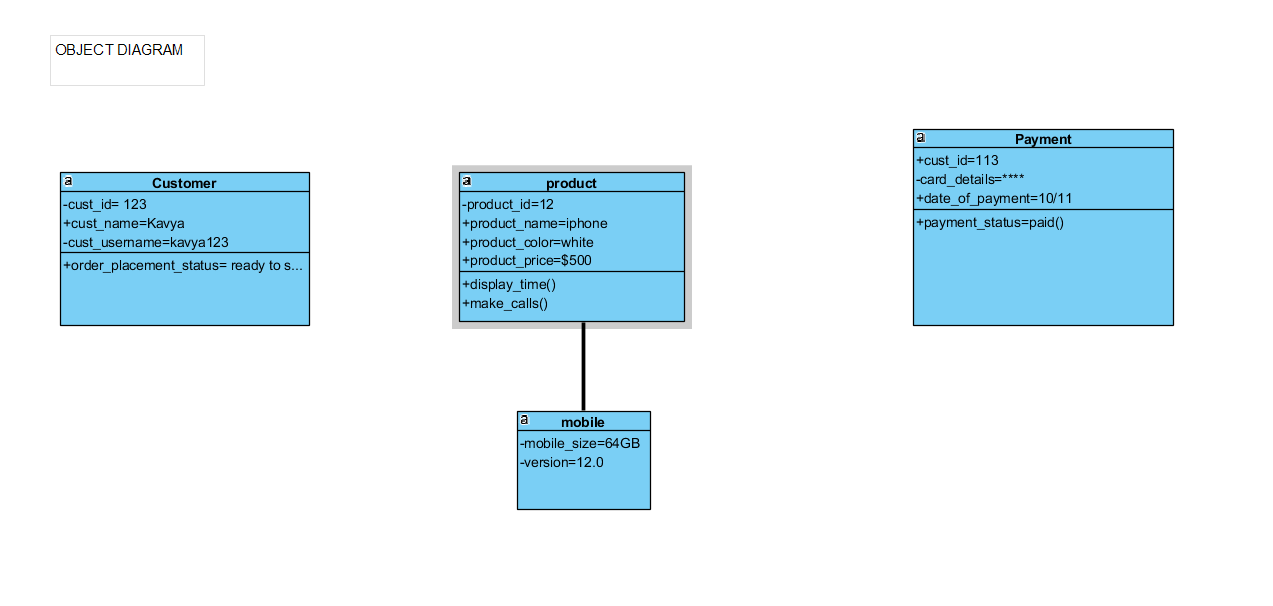 OBJECT DIAGRAM
a
Customer
-cust_id= 123
+cust_name=Kavya
-cust_username=kavya123
+order_placement_status= ready to s...
a
product
-product_id=12
+product_name=iphone
+product_color=white
+product_price=$500
+display_time()
+make_calls()
a
Payment
+cust_id=113
-card_details=****
+date_of_payment=10/11
+payment_status=paid()
a
mobile
-mobile_size=64GB
-version=12.0